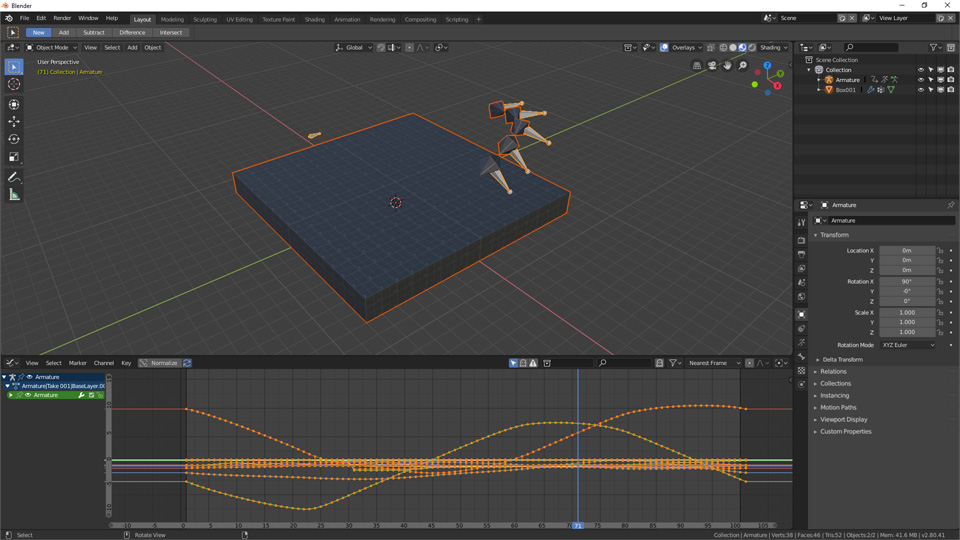 Blender
File Edit Render Window Help Layout Modeling Sculpting UV Editing Texture Paint Shading Animation Rendering Compositing Scripting + Scene View Layer
New Add Subtract Difference Intersect
Object Mode View Select Add Object Global Overlays Shading
User Perspective
(71) Collection | Armature
Z
Y
X
Scene Collection
Collection
Armature
Box001
Armature
Armature
Transform
Location X 0m
Y 0m
Z 0m
Rotation X 90°
Y -0°
Z 0°
Scale X 1.000
Y 1.000
Z 1.000
Rotation Mode XYZ Euler
Delta Transform
Relations
Collections
Instancing
Motion Paths
Viewport Display
Custom Properties
View Select Marker Channel Key Normalize Nearest Frame
Armature
Armature|Take 001|BaseLayer.0
Armature
-10 -5 0 5 10 15 20 25 30 35 40 45 50 55 60 65 71 75 80 85 90 95 100 105
Select Rotate View Collection | Armature | Verts:38 | Faces:46 | Tris:52 | Objects:2/2 | Mem: 41.6 MB | v2.80.41